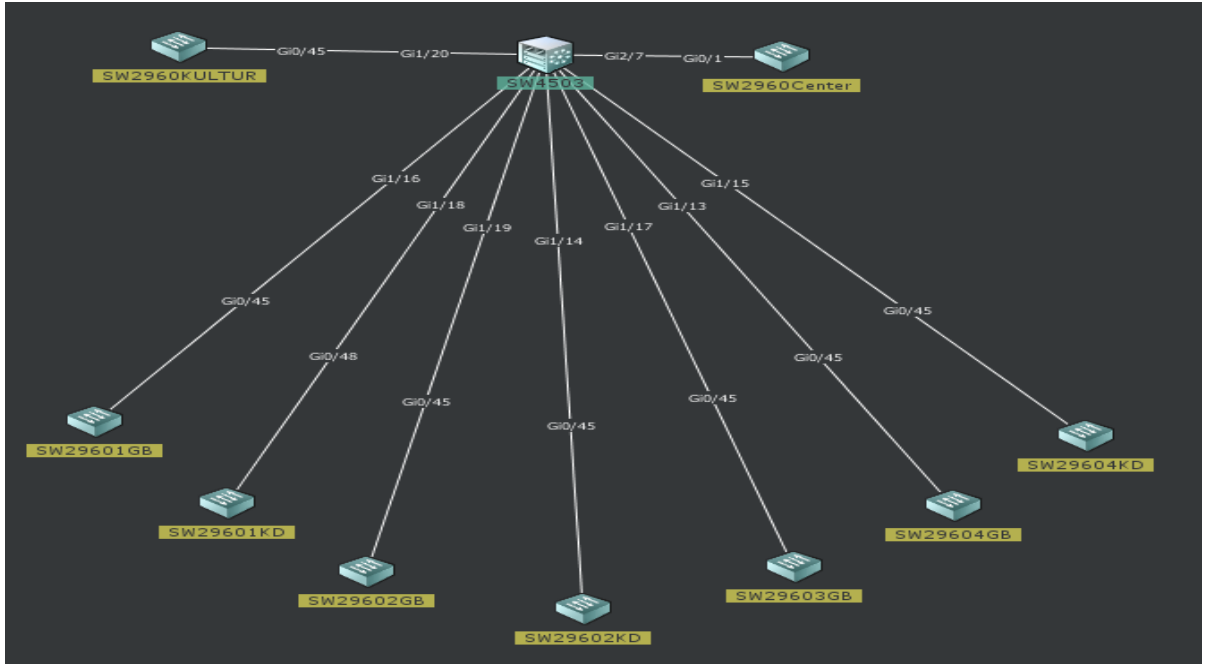 Gi0/45
Gi1/20
Gi2/7
Gi0/1
SW2960KULTUR
SW4503
SW2960Center
Gi1/16
Gi1/15
Gi1/18
Gi1/13
Gi1/19
Gi1/17
Gi1/14
Gi0/45
Gi0/45
Gi0/48
Gi0/45
Gi0/45
Gi0/45
Gi0/45
SW29601GB
SW29604KD
SW29601KD
SW29604GB
SW29602GB
SW29603GB
SW29602KD